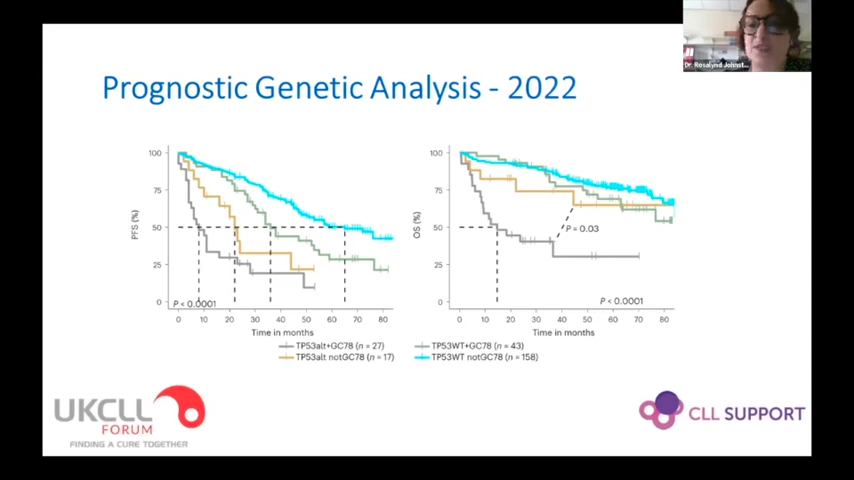 Dr. Rosalynd Johnst...
Prognostic Genetic Analysis - 2022
100
75
50
25
0
PFS (%)
P < 0.0001
0 10 20 30 40 50 60 70 80
Time in months
100
75
50
25
0
OS (%)
P = 0.03
P < 0.0001
0 10 20 30 40 50 60 70 80
Time in months
TP53alt+GC78 (n = 27)
TP53alt notGC78 (n = 17)
TP53WT+GC78 (n = 43)
TP53WT notGC78 (n = 158)
UKCLL
FORUM
FINDING A CURE TOGETHER
CLL SUPPORT